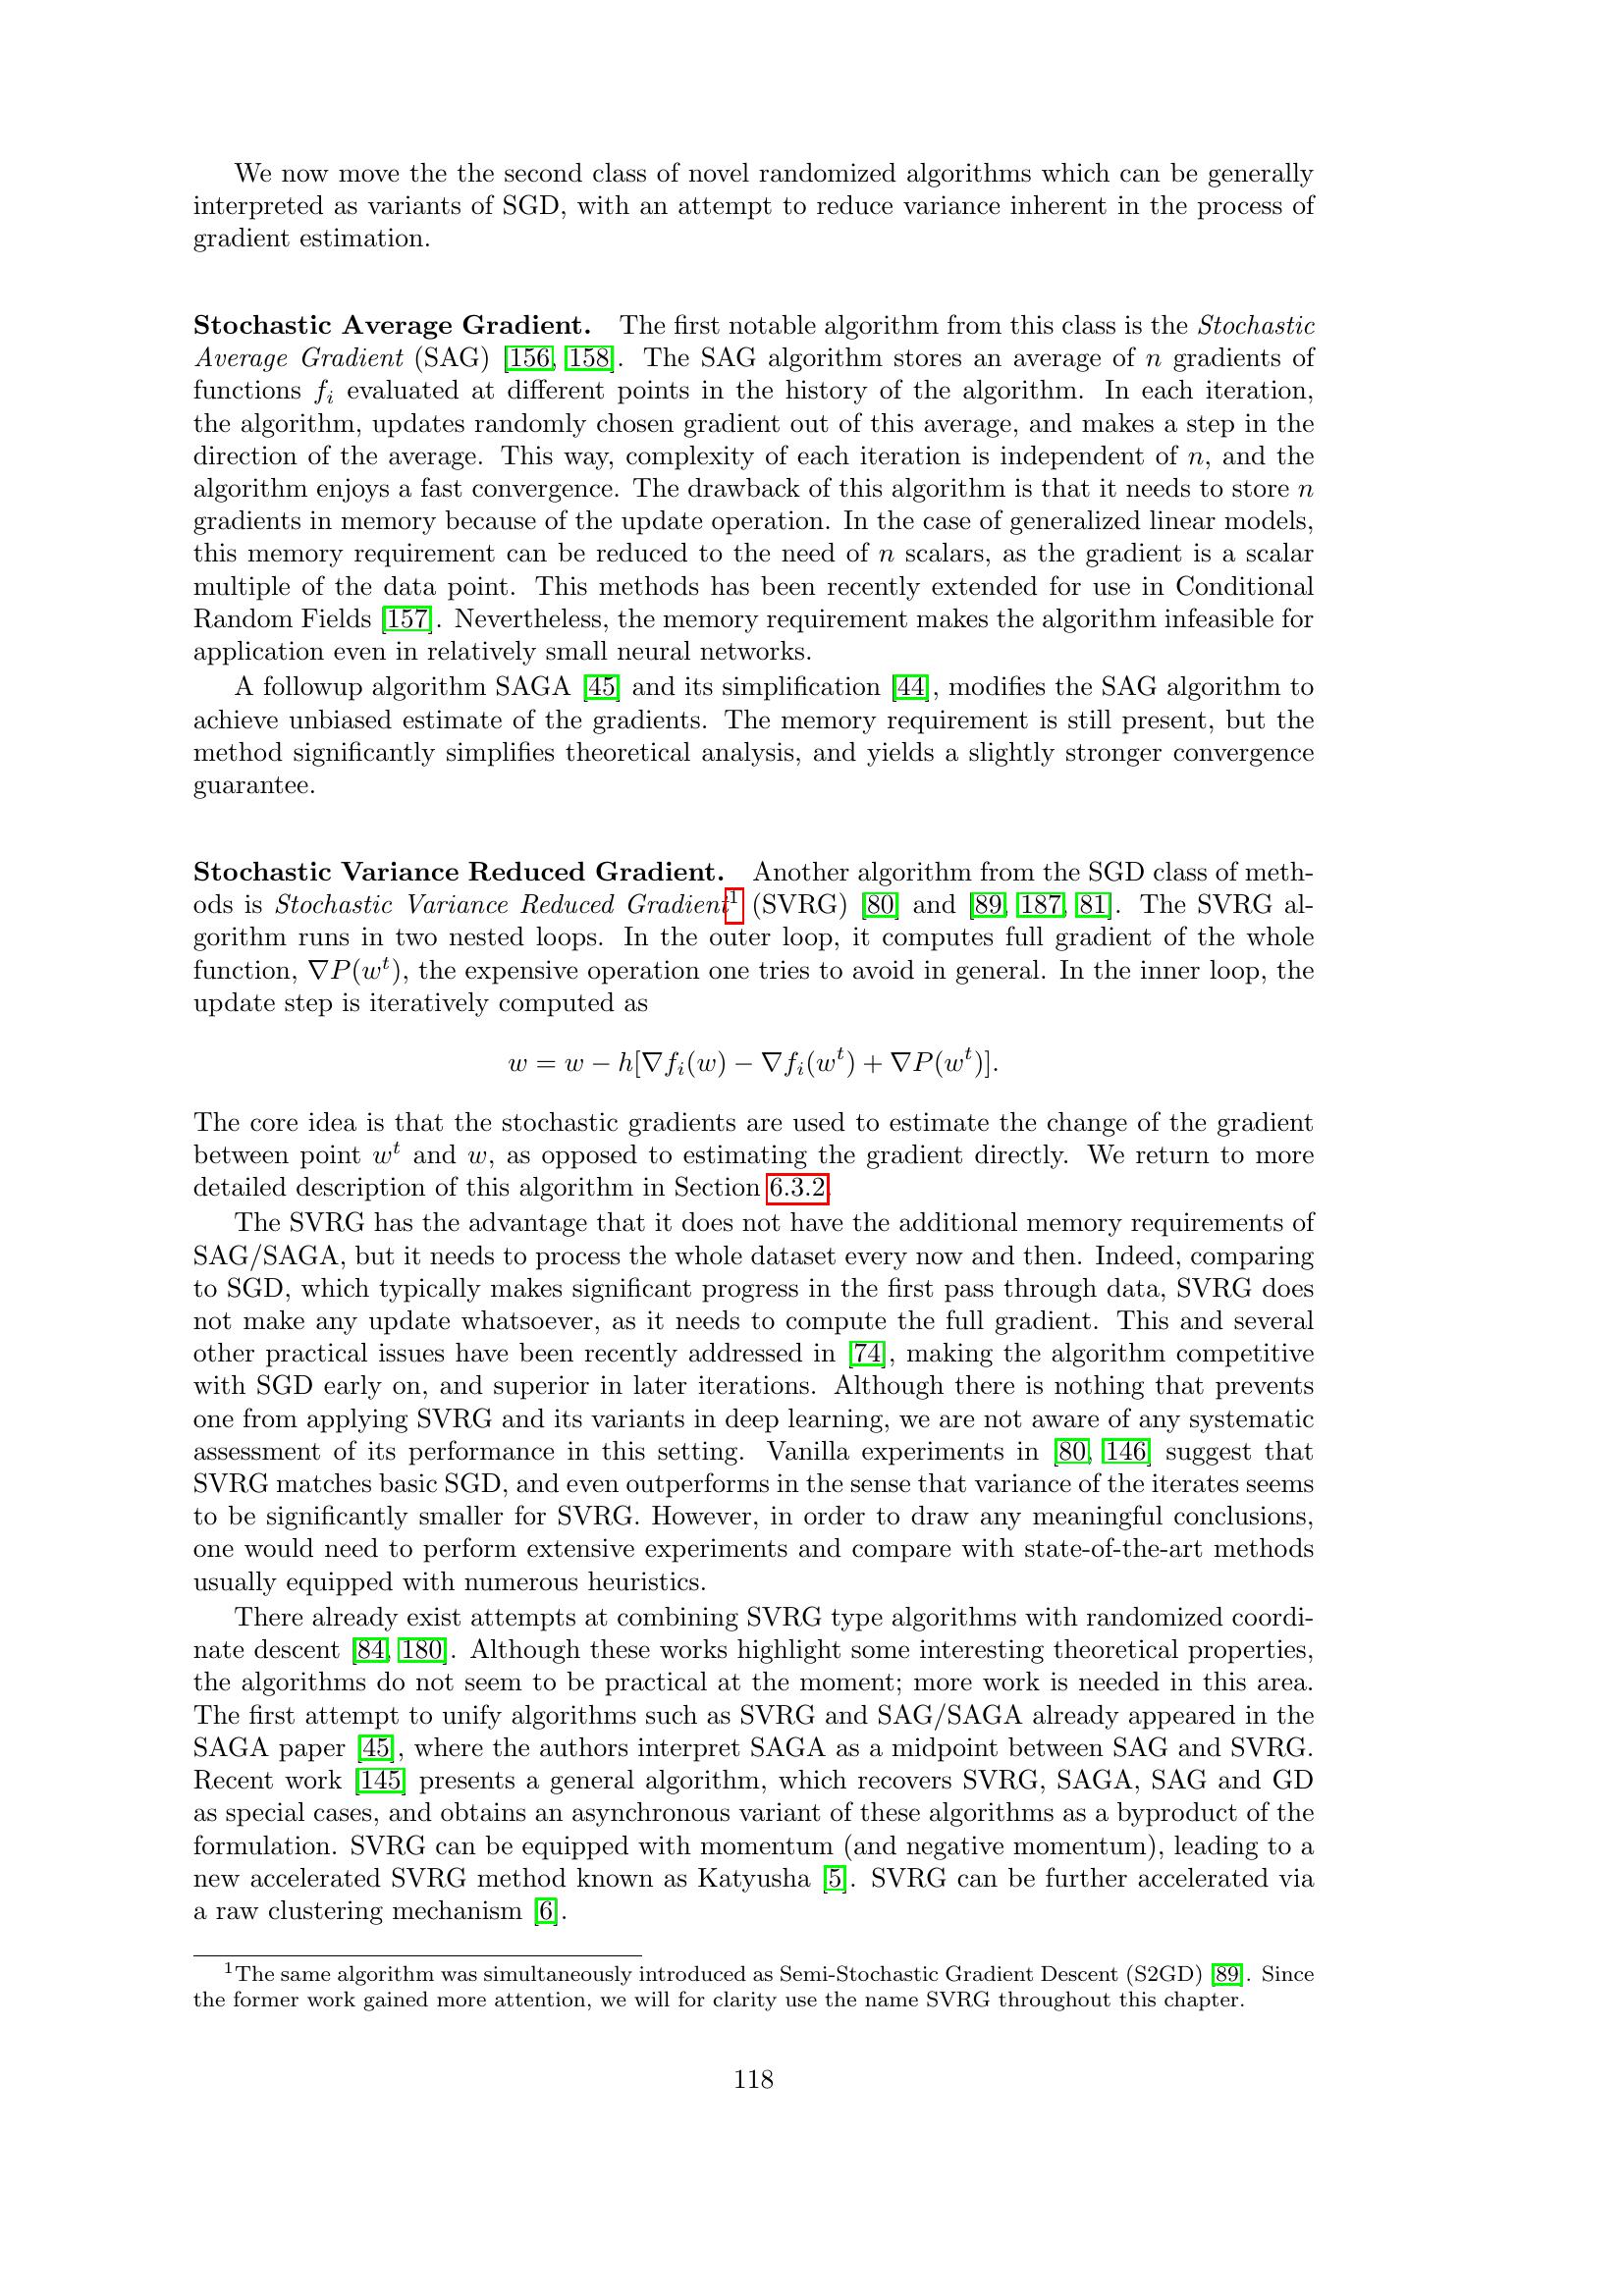 We now move the the second class of novel randomized algorithms which can be generally
interpreted as variants of SGD, with an attempt to reduce variance inherent in the process of
gradient estimation.
Stochastic Average Gradient. The first notable algorithm from this class is the Stochastic
Average Gradient (SAG) [156, 158]. The SAG algorithm stores an average of n gradients of
functions fᵢ evaluated at different points in the history of the algorithm. In each iteration,
the algorithm, updates randomly chosen gradient out of this average, and makes a step in the
direction of the average. This way, complexity of each iteration is independent of n, and the
algorithm enjoys a fast convergence. The drawback of this algorithm is that it needs to store n
gradients in memory because of the update operation. In the case of generalized linear models,
this memory requirement can be reduced to the need of n scalars, as the gradient is a scalar
multiple of the data point. This methods has been recently extended for use in Conditional
Random Fields [157]. Nevertheless, the memory requirement makes the algorithm infeasible for
application even in relatively small neural networks.
A followup algorithm SAGA [45] and its simplification [44], modifies the SAG algorithm to
achieve unbiased estimate of the gradients. The memory requirement is still present, but the
method significantly simplifies theoretical analysis, and yields a slightly stronger convergence
guarantee.
Stochastic Variance Reduced Gradient. Another algorithm from the SGD class of meth-
ods is Stochastic Variance Reduced Gradient¹ (SVRG) [80] and [89, 187, 81]. The SVRG al-
gorithm runs in two nested loops. In the outer loop, it computes full gradient of the whole
function, ∇P(wᵗ), the expensive operation one tries to avoid in general. In the inner loop, the
update step is iteratively computed as
w = w − h[∇fᵢ(w) − ∇fᵢ(wᵗ) + ∇P(wᵗ)].
The core idea is that the stochastic gradients are used to estimate the change of the gradient
between point wᵗ and w, as opposed to estimating the gradient directly. We return to more
detailed description of this algorithm in Section 6.3.2.
The SVRG has the advantage that it does not have the additional memory requirements of
SAG/SAGA, but it needs to process the whole dataset every now and then. Indeed, comparing
to SGD, which typically makes significant progress in the first pass through data, SVRG does
not make any update whatsoever, as it needs to compute the full gradient. This and several
other practical issues have been recently addressed in [74], making the algorithm competitive
with SGD early on, and superior in later iterations. Although there is nothing that prevents
one from applying SVRG and its variants in deep learning, we are not aware of any systematic
assessment of its performance in this setting. Vanilla experiments in [80, 146] suggest that
SVRG matches basic SGD, and even outperforms in the sense that variance of the iterates seems
to be significantly smaller for SVRG. However, in order to draw any meaningful conclusions,
one would need to perform extensive experiments and compare with state-of-the-art methods
usually equipped with numerous heuristics.
There already exist attempts at combining SVRG type algorithms with randomized coordi-
nate descent [84, 180]. Although these works highlight some interesting theoretical properties,
the algorithms do not seem to be practical at the moment; more work is needed in this area.
The first attempt to unify algorithms such as SVRG and SAG/SAGA already appeared in the
SAGA paper [45], where the authors interpret SAGA as a midpoint between SAG and SVRG.
Recent work [145] presents a general algorithm, which recovers SVRG, SAGA, SAG and GD
as special cases, and obtains an asynchronous variant of these algorithms as a byproduct of the
formulation. SVRG can be equipped with momentum (and negative momentum), leading to a
new accelerated SVRG method known as Katyusha [5]. SVRG can be further accelerated via
a raw clustering mechanism [6].
¹The same algorithm was simultaneously introduced as Semi-Stochastic Gradient Descent (S2GD) [89]. Since
the former work gained more attention, we will for clarity use the name SVRG throughout this chapter.
118